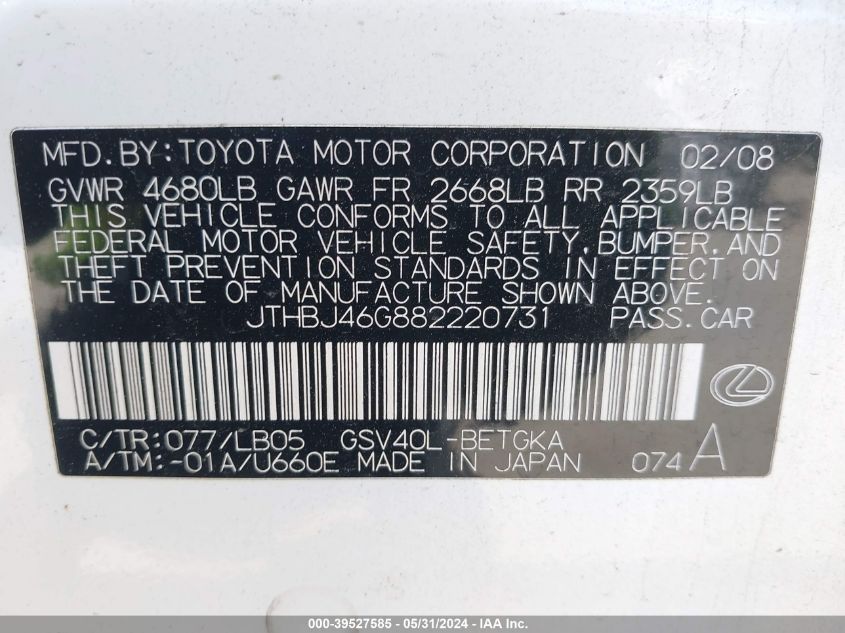 MFD.BY:TOYOTA MOTOR CORPORATION 02/08
GVWR 4680LB GAWR FR 2668LB RR 2359LB
THIS VEHICLE CONFORMS TO ALL APPLICABLE
FEDERAL MOTOR VEHICLE SAFETY,BUMPER,AND
THEFT PREVENTION STANDARDS IN EFFECT ON
THE DATE OF MANUFACTURE SHOWN ABOVE.
JTHBJ46G882220731 PASS.CAR
C/TR:077/LB05 GSV40L-BETGKA
A/TM:-01A/U660E MADE IN JAPAN 074A
000-39527585 - 05/31/2024 - IAA Inc.